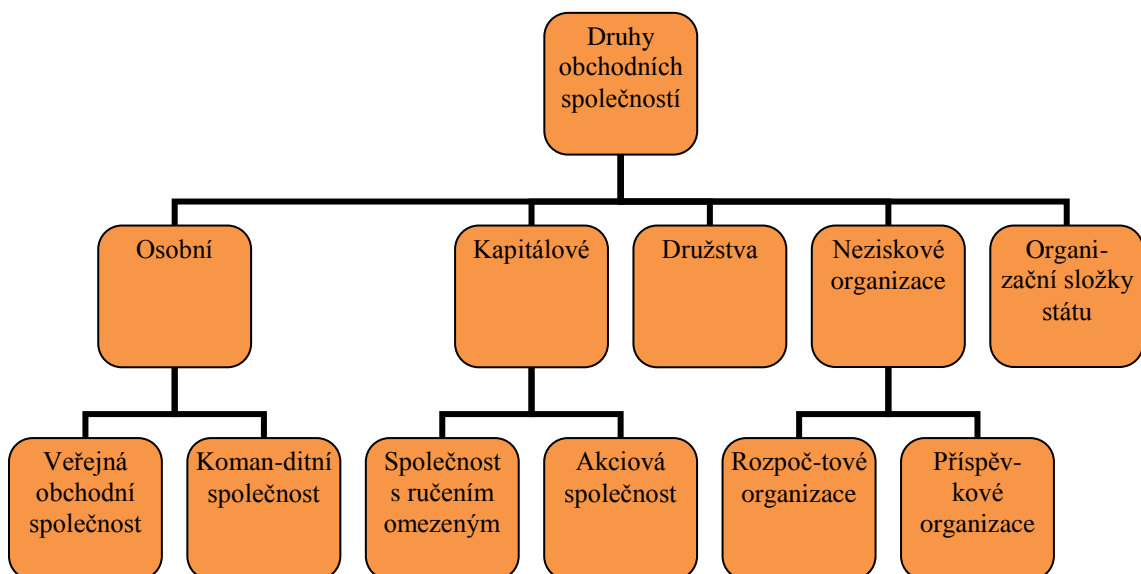 Druhy
obchodních
společností
Osobní
Kapitálové
Družstva
Neziskové
organizace
Organi-
zační složky
státu
Veřejná
obchodní
společnost
Koman-ditní
společnost
Společnost
s ručením
omezeným
Akciová
společnost
Rozpoč-tové
organizace
Příspěv-
kové
organizace